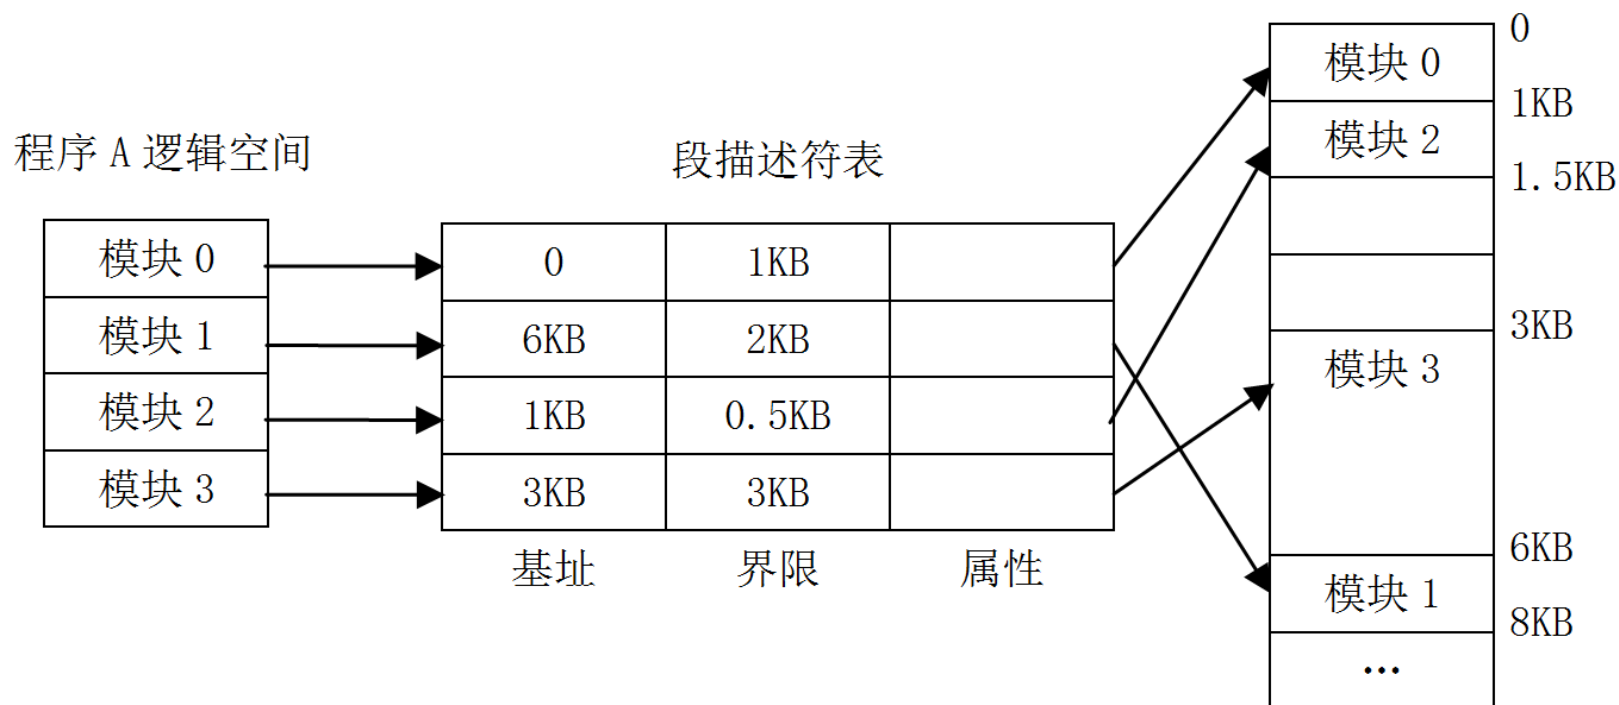 程序 A 逻辑空间
模块 0
模块 1
模块 2
模块 3
段描述符表
0 1KB
6KB 2KB
1KB 0.5KB
3KB 3KB
基址 界限 属性
0
模块 0
1KB
模块 2
1.5KB
3KB
模块 3
6KB
模块 1
8KB
…